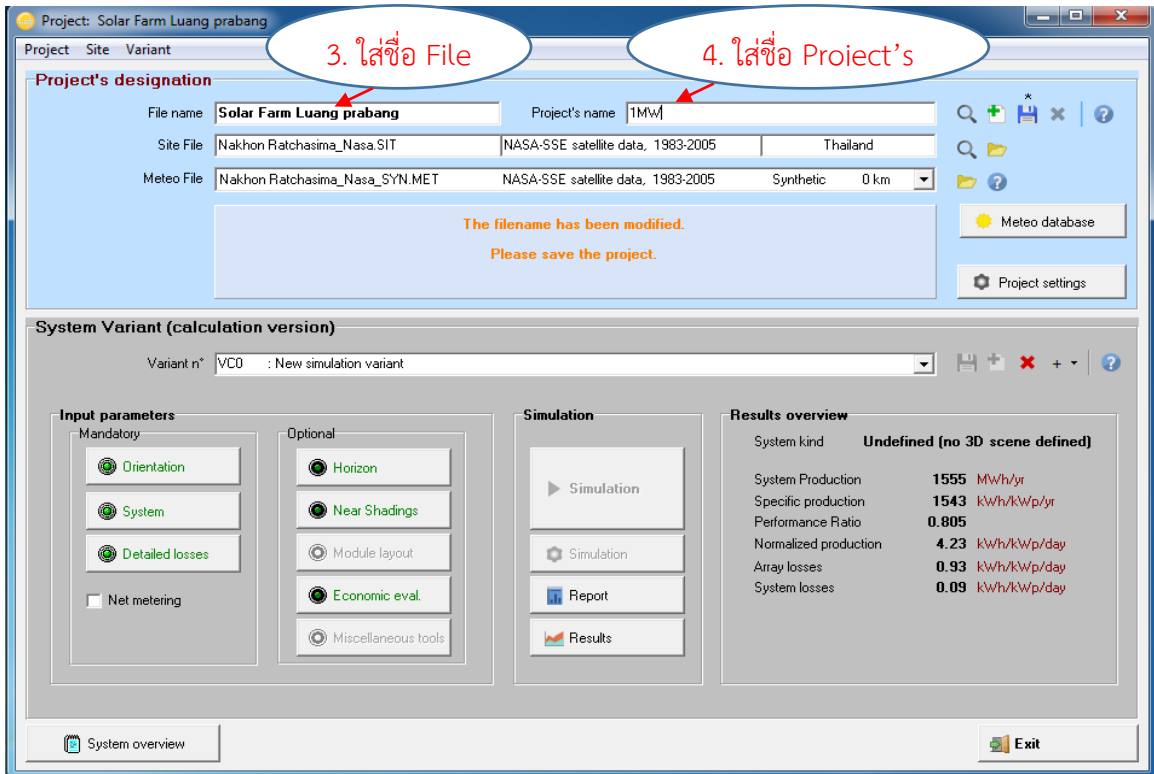 Project: Solar Farm Luang prabang
Project Site Variant
3. ใส่ชื่อ File
4. ใส่ชื่อ Proiect's
Project's designation
File name Solar Farm Luang prabang Project's name 1MW
*
Site File Nakhon Ratchasima_Nasa.SIT NASA-SSE satellite data, 1983-2005 Thailand
Meteo File Nakhon Ratchasima_Nasa_SYN.MET NASA-SSE satellite data, 1983-2005 Synthetic 0 km
The filename has been modified.
Please save the project.
Meteo database
Project settings
System Variant (calculation version)
Variant n° VC0 : New simulation variant
Input parameters
Mandatory
Orientation
System
Detailed losses
Net metering
Optional
Horizon
Near Shadings
Module layout
Economic eval.
Miscellaneous tools
Simulation
Simulation
Simulation
Report
Results
Results overview
System kind Undefined (no 3D scene defined)
System Production 1555 MWh/yr
Specific production 1543 kWh/kWp/yr
Performance Ratio 0.805
Normalized production 4.23 kWh/kWp/day
Array losses 0.93 kWh/kWp/day
System losses 0.09 kWh/kWp/day
System overview
Exit